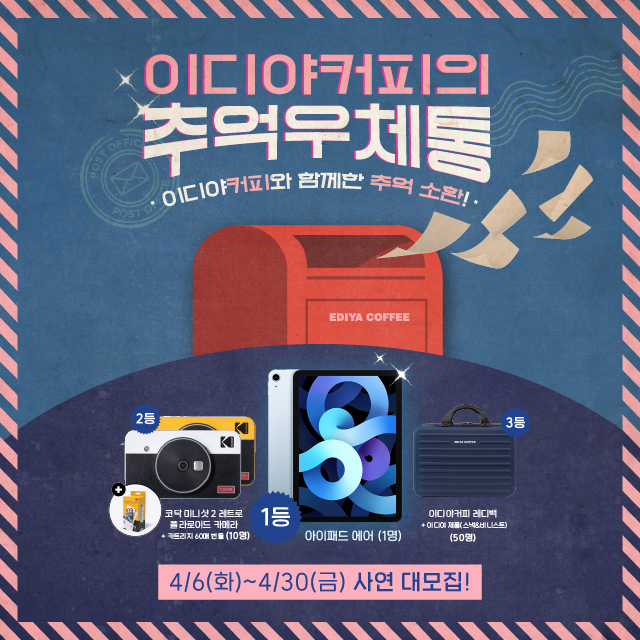 이디야커피의
추억우체통
· 이디야커피와 함께한 추억 소환! ·
POST OFFICE
POST O
EDIYA COFFEE
2등
코닥 미니 샷 2 레트로
폴라로이드 카메라
+ 카트리지 60매 번들 (10명)
1등
아이패드 에어 (1명)
3등
EDIYA COFFEE
이디야커피 레디백
+ 이디야 제품(스낵&비니스트)
(50명)
4/6(화)~4/30(금) 사연 대모집!